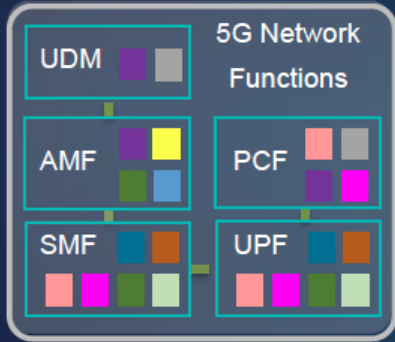 5G Network
Functions
UDM
AMF
PCF
SMF
UPF